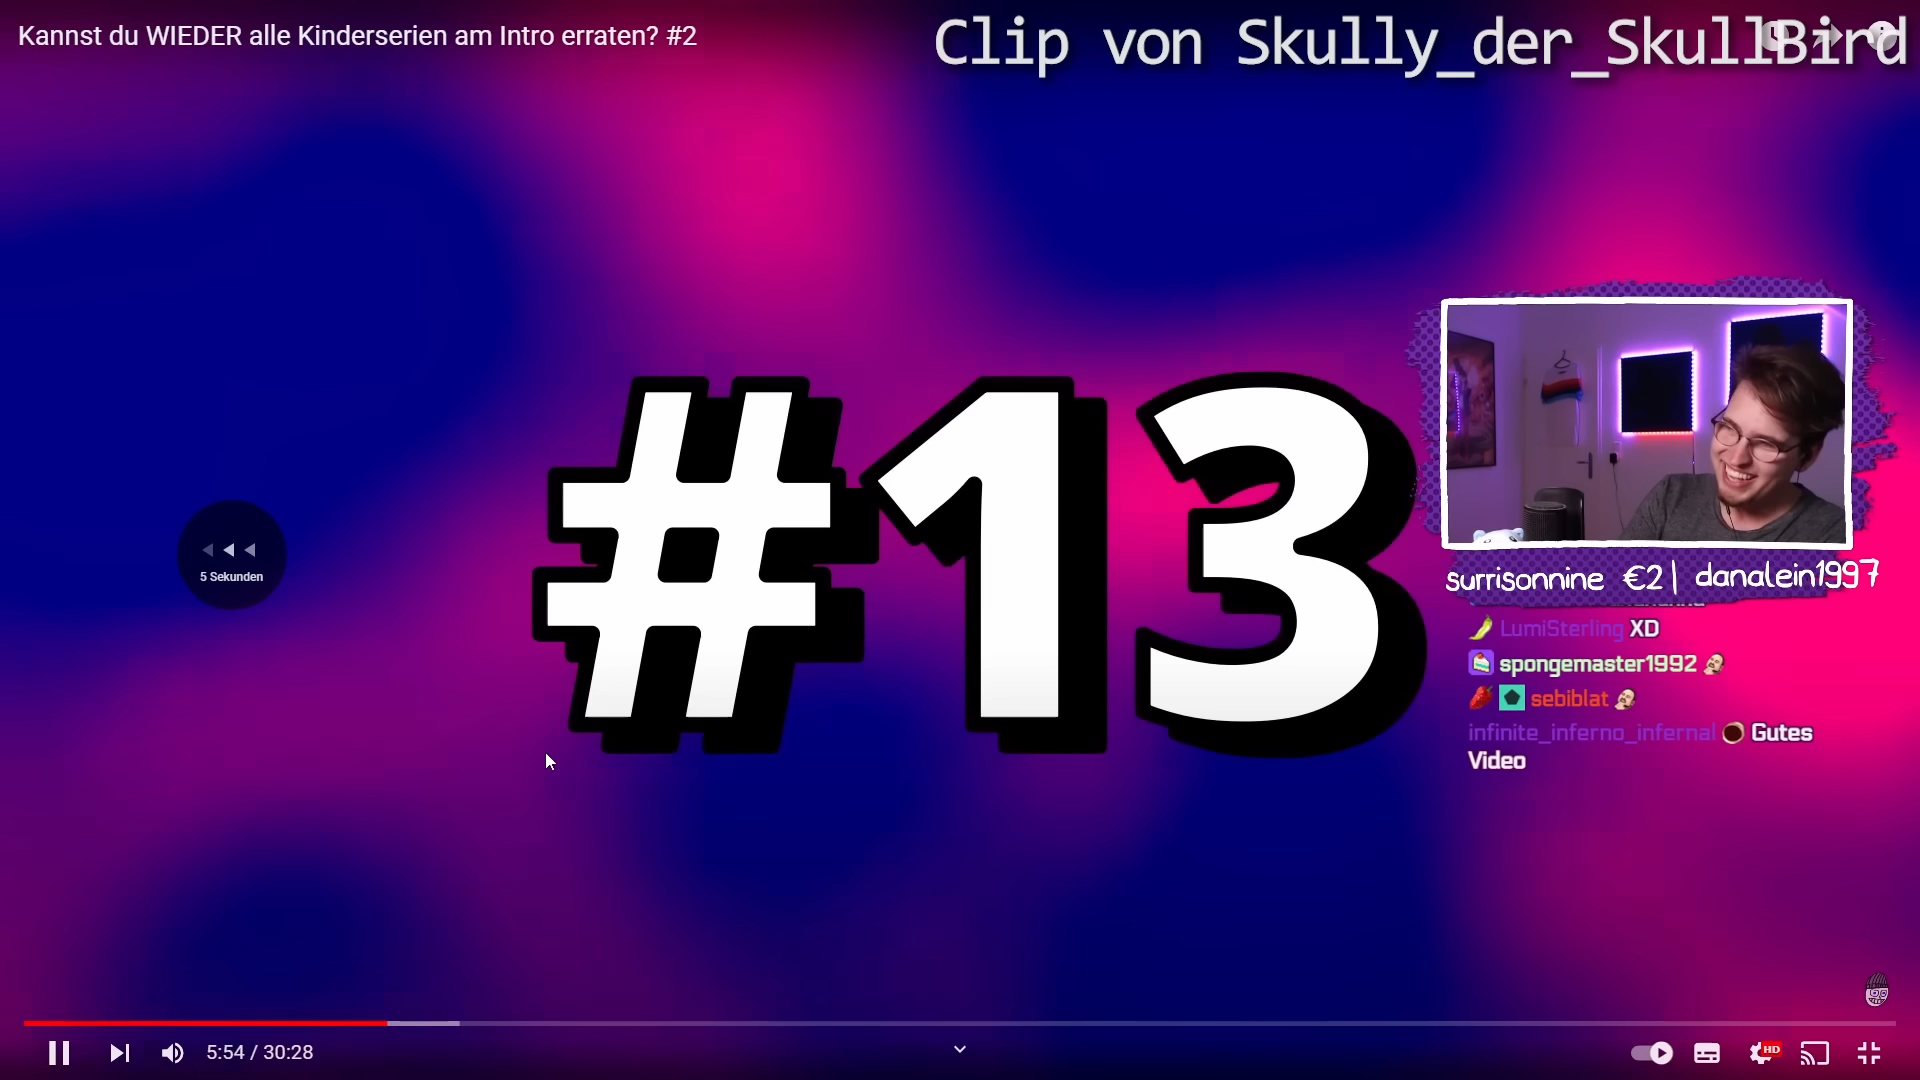 Kannst du WIEDER alle Kinderserien am Intro erraten? #2
Clip von Skully_der_SkullBird
#13
5 Sekunden
surrisonnine €2| danalein1997
LumiSterling XD
spongemaster1992
sebiblat
infinite_inferno_infernal Gutes
Video
5:54 / 30:28
HD